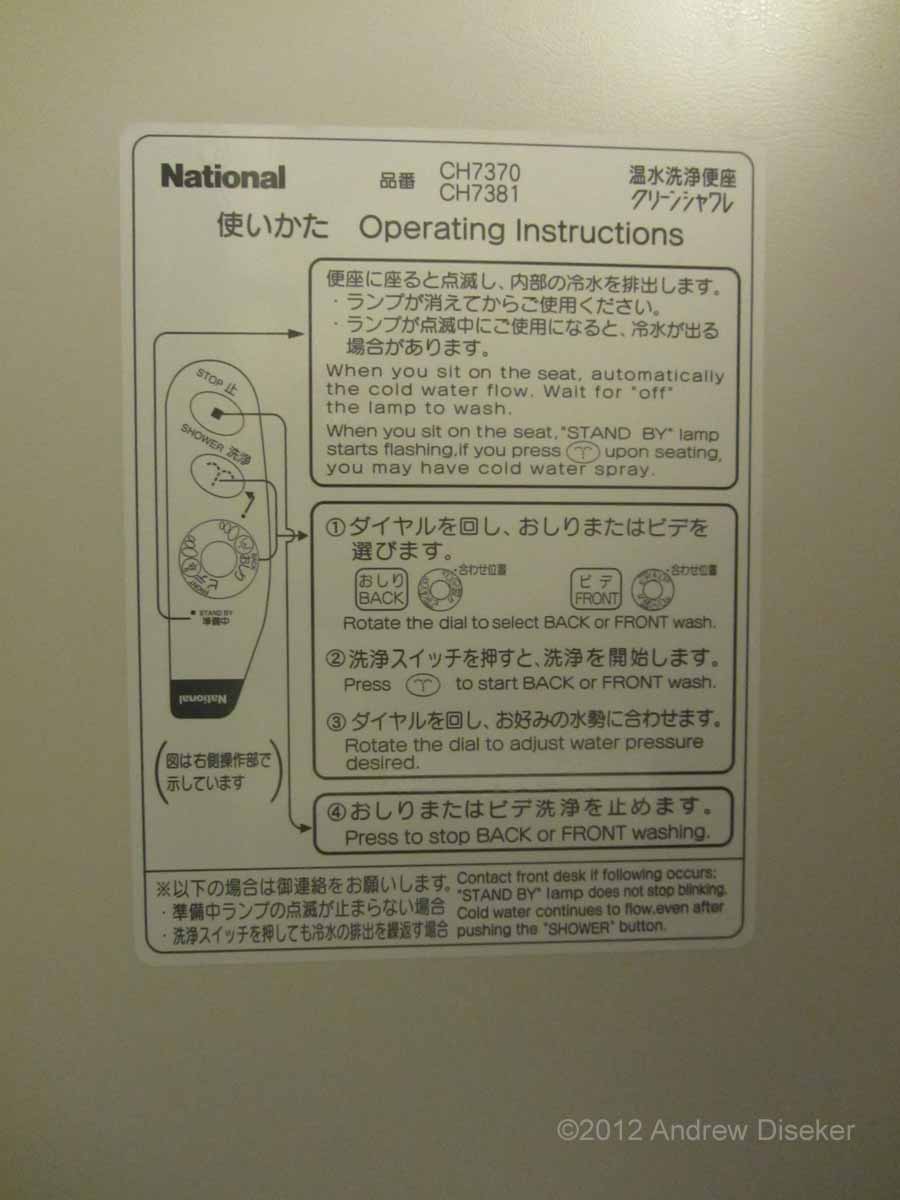 National
品番 CH7370
CH7381
温水洗浄便座
クリーンシャワレ
使いかた Operating Instructions
便座に座ると点滅し、内部の冷水を排出します。
・ランプが消えてからご使用ください。
・ランプが点滅中にご使用になると、冷水が出る
場合があります。
When you sit on the seat, automatically
the cold water flow. Wait for "off"
the lamp to wash.
When you sit on the seat,"STAND BY" lamp
starts flashing,if you press upon seating,
you may have cold water spray.
STOP 止
SHOWER 洗浄
BACK おしり
FRONT ビデ
STAND BY
準備中
National
(図は右側操作部で
示しています)
①ダイヤルを回し、おしりまたはビデを
選びます。
おしり
BACK
合わせ位置
ビデ
FRONT
合わせ位置
Rotate the dial to select BACK or FRONT wash.
②洗浄スイッチを押すと、洗浄を開始します。
Press to start BACK or FRONT wash.
③ダイヤルを回し、お好みの水勢に合わせます。
Rotate the dial to adjust water pressure
desired.
④おしりまたはビデ洗浄を止めます。
Press to stop BACK or FRONT washing.
※以下の場合は御連絡をお願いします。
・準備中ランプの点滅が止まらない場合
・洗浄スイッチを押しても冷水の排出を繰返す場合
Contact front desk if following occurs:
"STAND BY" lamp does not stop blinking.
Cold water continues to flow,even after
pushing the "SHOWER" button.
©2012 Andrew Diseker